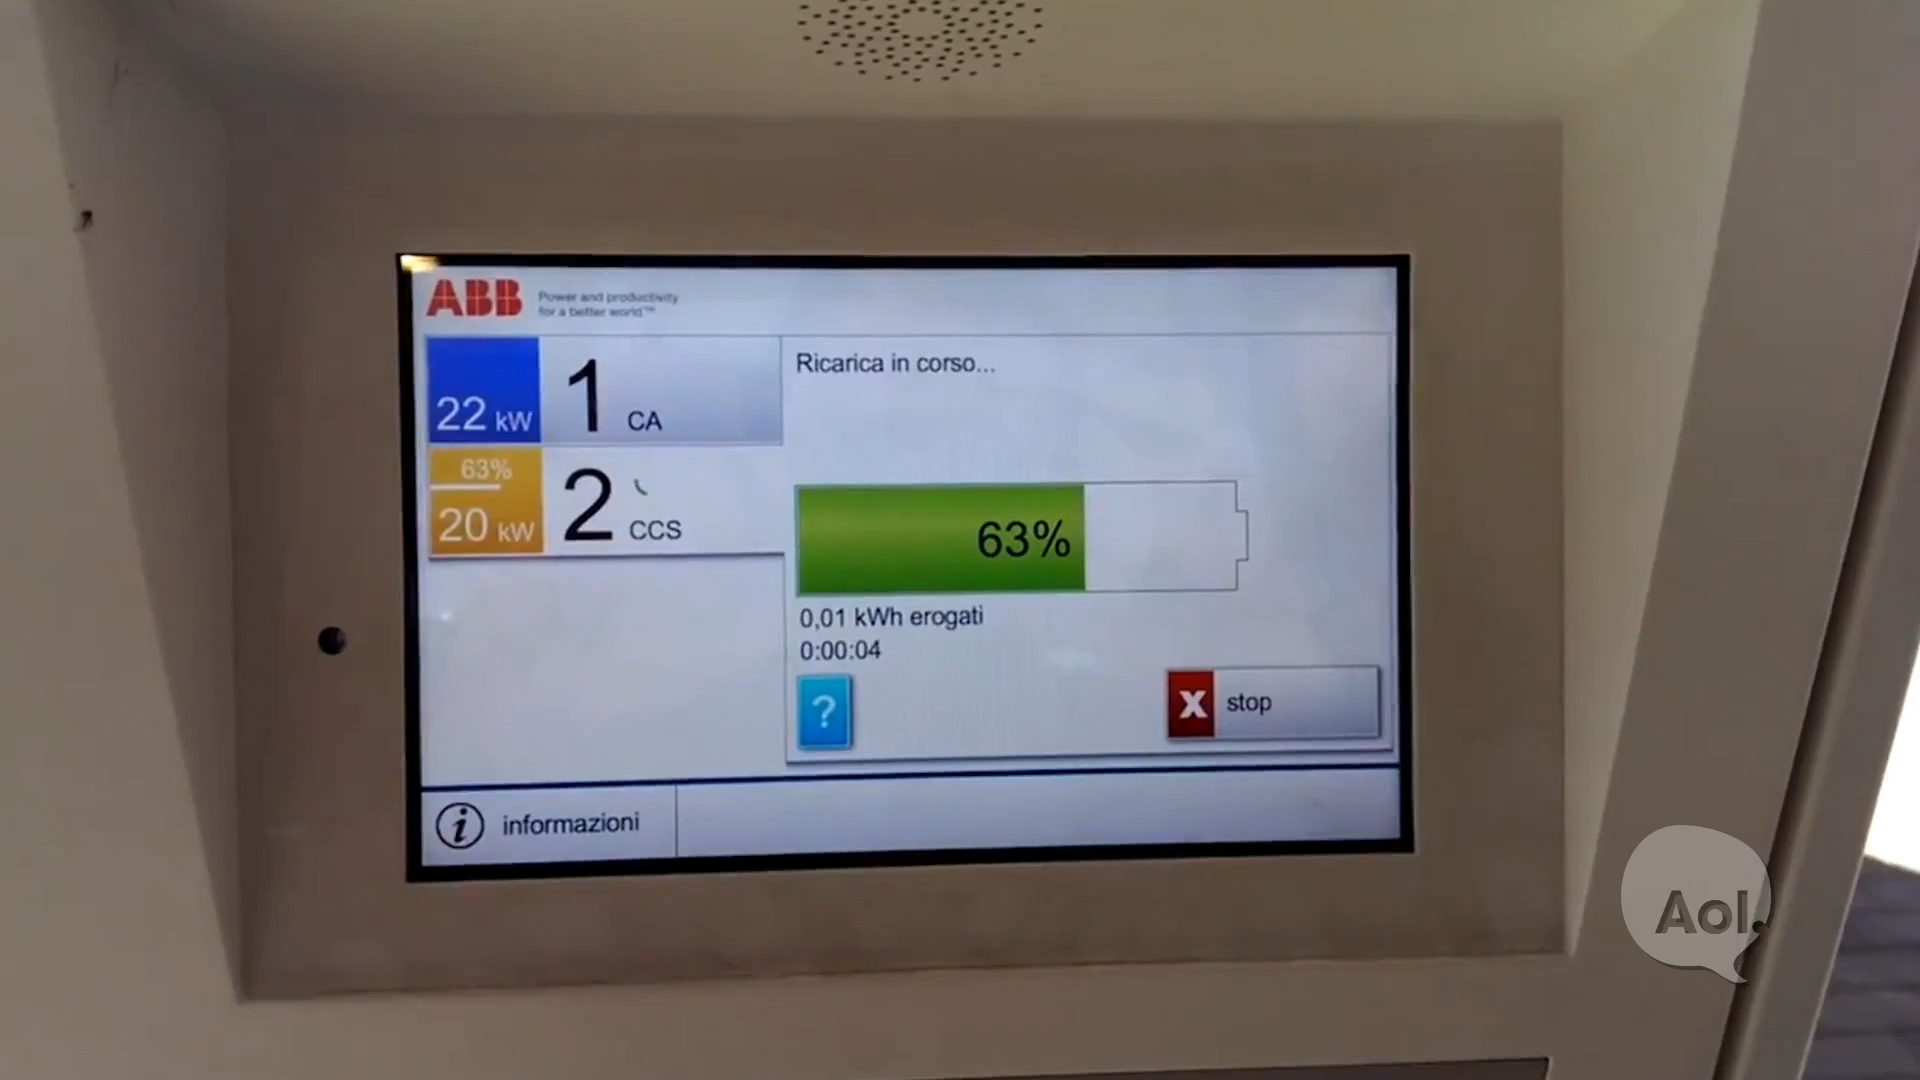 ABB
Power and productivity
for a better world™
22 kW
1 CA
63%
20 kW
2 CCS
Ricarica in corso...
63%
0,01 kWh erogati
0:00:04
?
X stop
i informazioni
Aol.